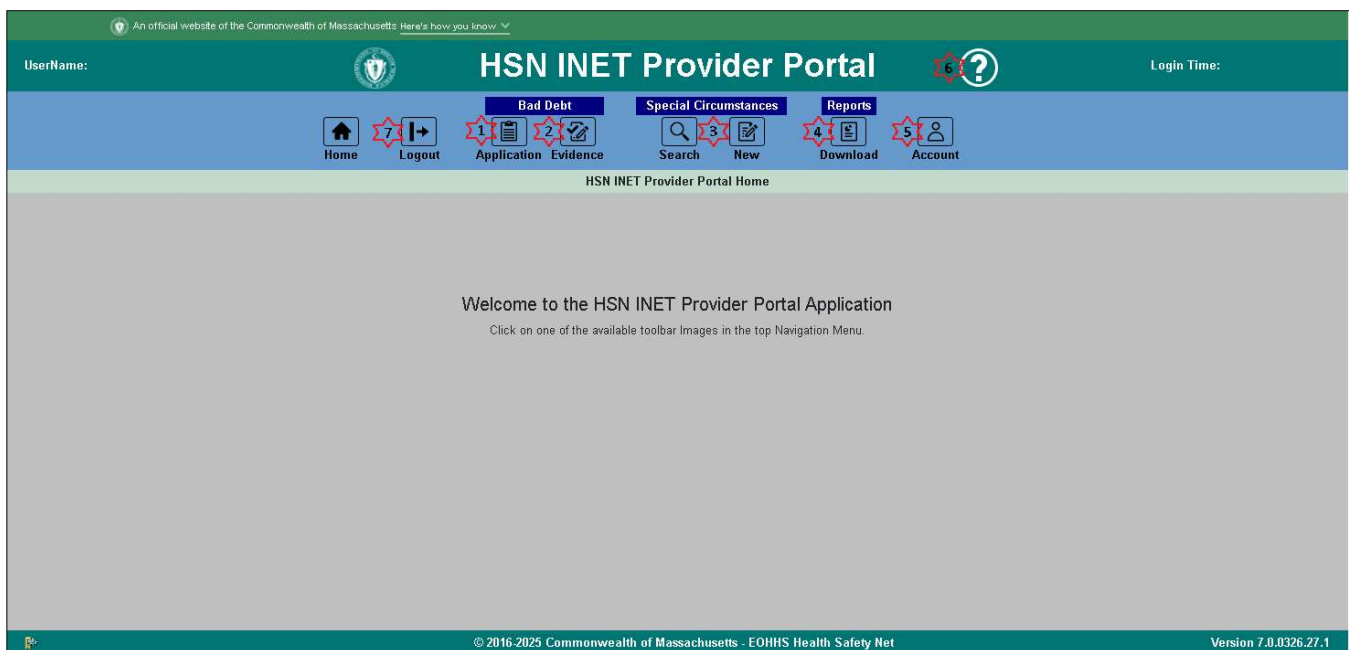 An official website of the Commonwealth of Massachusetts Here's how you know
UserName:
HSN INET Provider Portal
6
?
Login Time:
Bad Debt
Special Circumstances
Reports
7
1
2
3
4
5
Home
Logout
Application
Evidence
Search
New
Download
Account
HSN INET Provider Portal Home
Welcome to the HSN INET Provider Portal Application
Click on one of the available toolbar Images in the top Navigation Menu.
© 2016-2025 Commonwealth of Massachusetts - EOHHS Health Safety Net
Version 7.0.0326.27.1